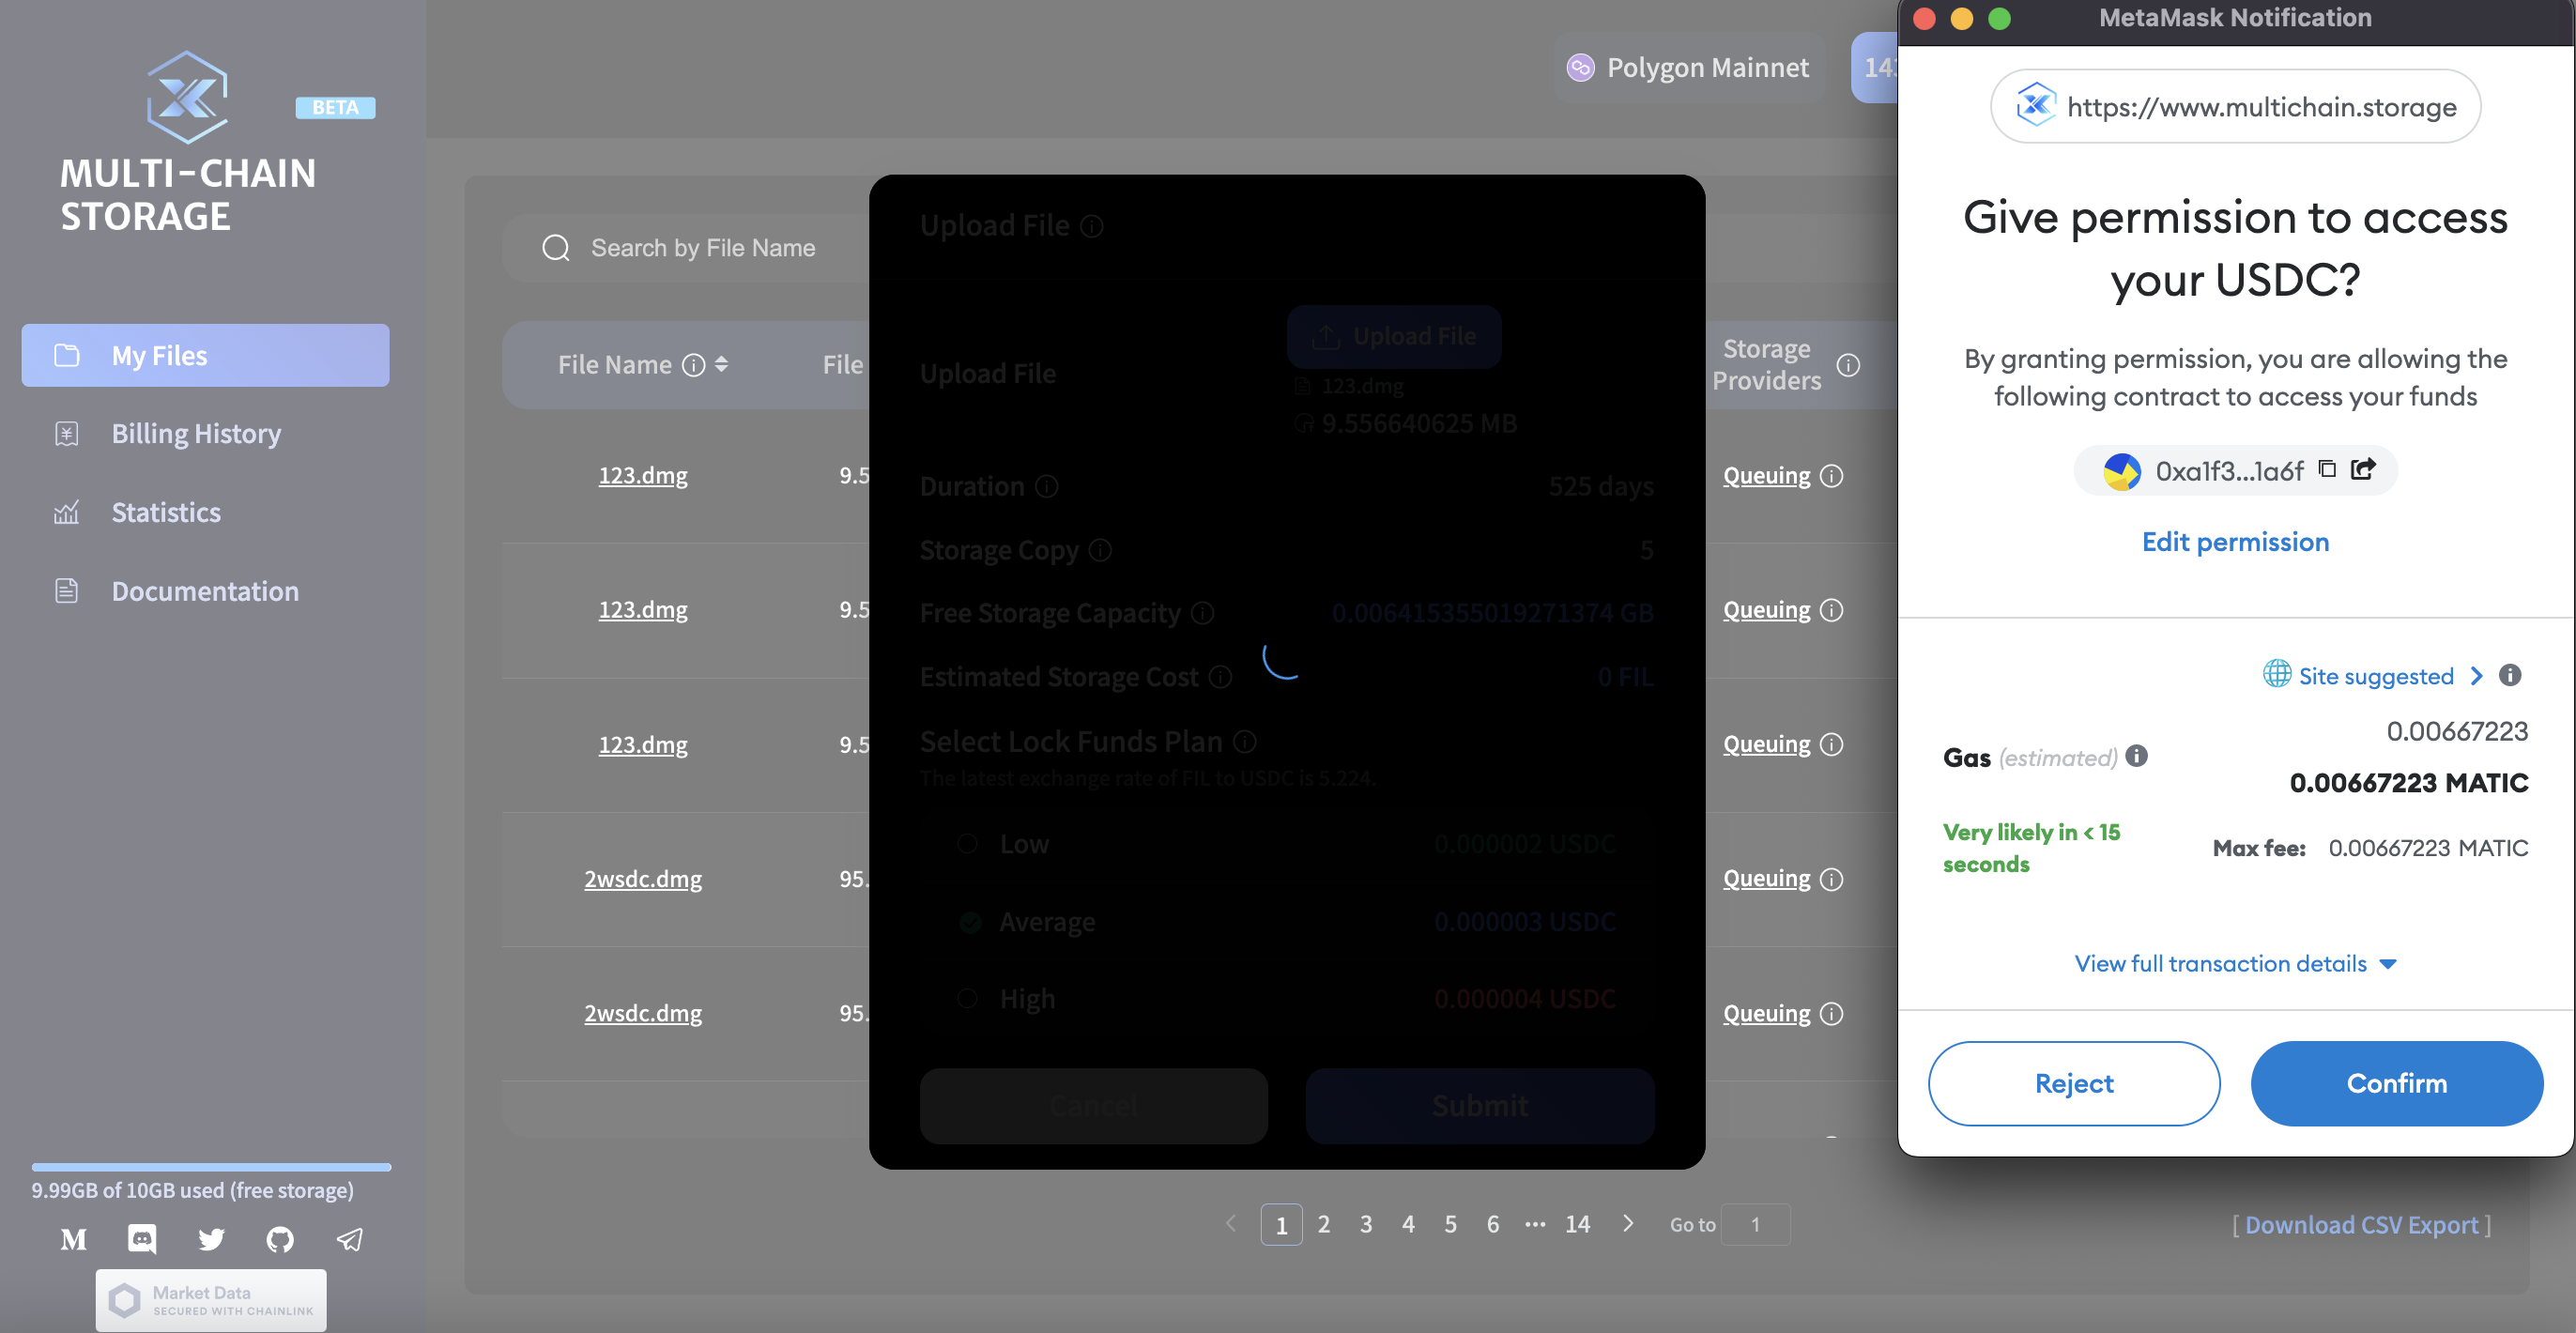 BETA
MULTI-CHAIN
STORAGE
My Files
Billing History
Statistics
Documentation
9.99GB of 10GB used (free storage)
Market Data
SECURED WITH CHAINLINK
Polygon Mainnet
143
Search by File Name
File Name
File
Storage
Providers
123.dmg
9.5
Queuing
123.dmg
9.5
Queuing
123.dmg
9.5
Queuing
2wsdc.dmg
95.
Queuing
2wsdc.dmg
95.
Queuing
1 2 3 4 5 6 ··· 14
Go to 1
[ Download CSV Export ]
Upload File
Upload File
Upload File
123.dmg
9.556640625 MB
Duration 525 days
Storage Copy 5
Free Storage Capacity 0.006415355019271374 GB
Estimated Storage Cost 0 FIL
Select Lock Funds Plan
The latest exchange rate of FIL to USDC is 5.224.
Low 0.000002 USDC
Average 0.000003 USDC
High 0.000004 USDC
Cancel Submit
MetaMask Notification
https://www.multichain.storage
Give permission to access
your USDC?
By granting permission, you are allowing the
following contract to access your funds
0xa1f3...1a6f
Edit permission
Site suggested
0.00667223
Gas (estimated)
0.00667223 MATIC
Very likely in < 15
seconds
Max fee: 0.00667223 MATIC
View full transaction details
Reject Confirm